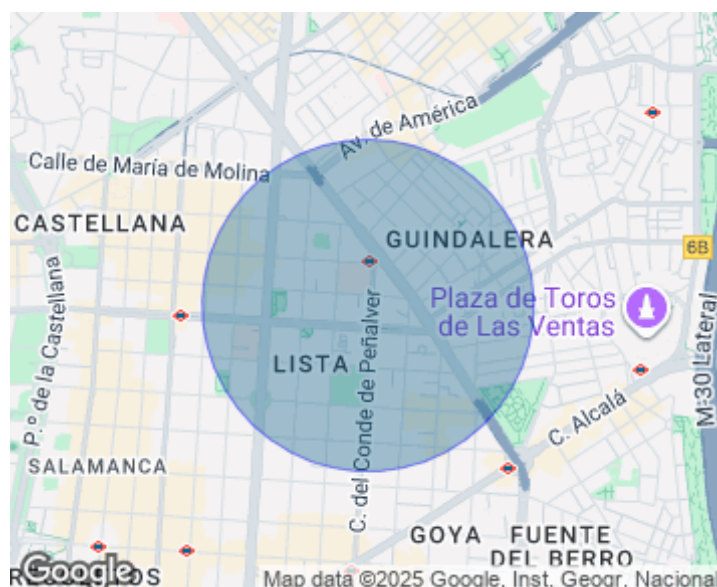 Av. de América
Calle de María de Molina
CASTELLANA
GUINDALERA
6B
P.º de la Castellana
C. del Conde de Peñalver
Plaza de Toros
de Las Ventas
M-30 Lateral
LISTA
C. Alcalá
SALAMANCA
GOYA
FUENTE
DEL BERRO
Google
Map data ©2025 Google, Inst. Geogr. Nacional